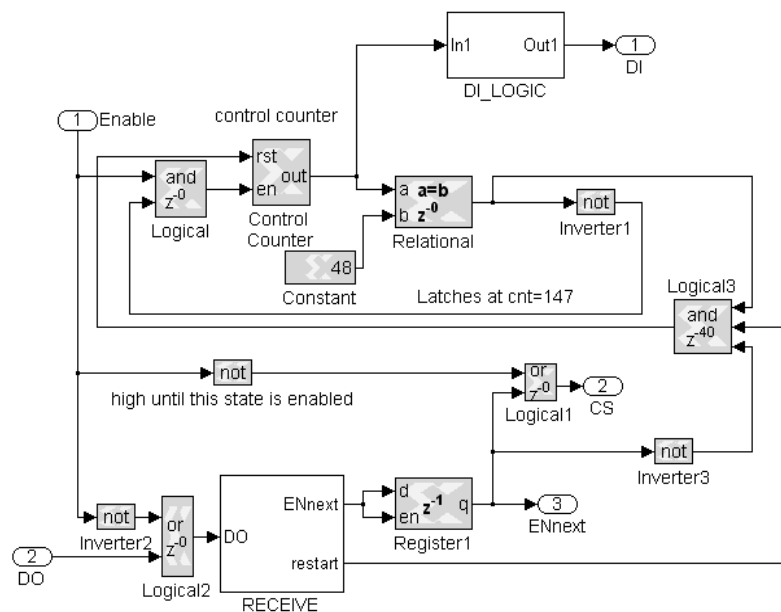 In1 Out1
1
DI
DI_LOGIC
1
Enable
control counter
rst
en
out
Control
Counter
and
z-0
Logical
a
b
a=b
z-0
Relational
not
Inverter1
48
Constant
Latches at cnt=147
Logical3
and
z-40
not
high until this state is enabled
or
z-0
Logical1
2
CS
not
Inverter3
not
Inverter2
or
z-0
Logical2
2
DO
DO
ENnext
restart
RECEIVE
d
en
z-1
q
Register1
3
ENnext